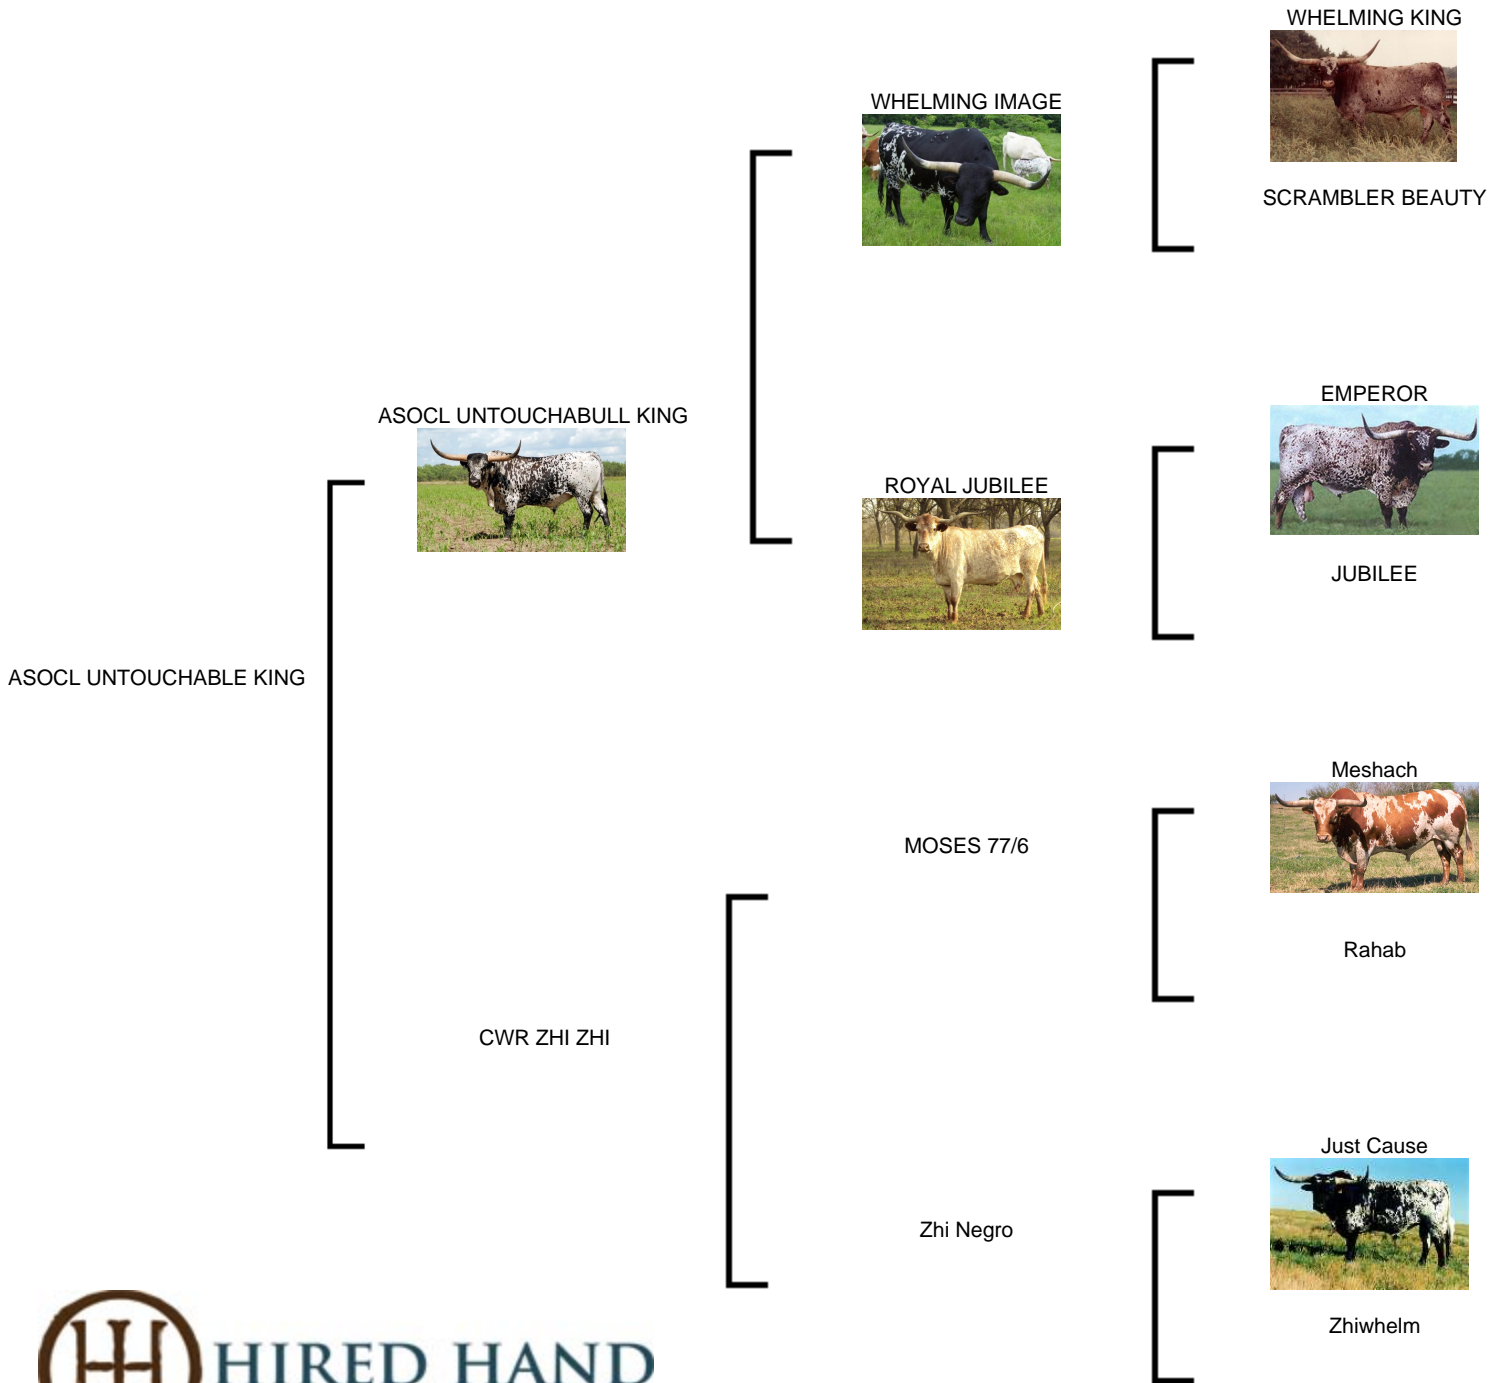 WHELMING KING
WHELMING IMAGE
SCRAMBLER BEAUTY
EMPEROR
ASOCL UNTOUCHABULL KING
ROYAL JUBILEE
JUBILEE
ASOCL UNTOUCHABLE KING
Meshach
MOSES 77/6
Rahab
CWR ZHI ZHI
Just Cause
Zhi Negro
Zhiwhelm
HIRED HAND